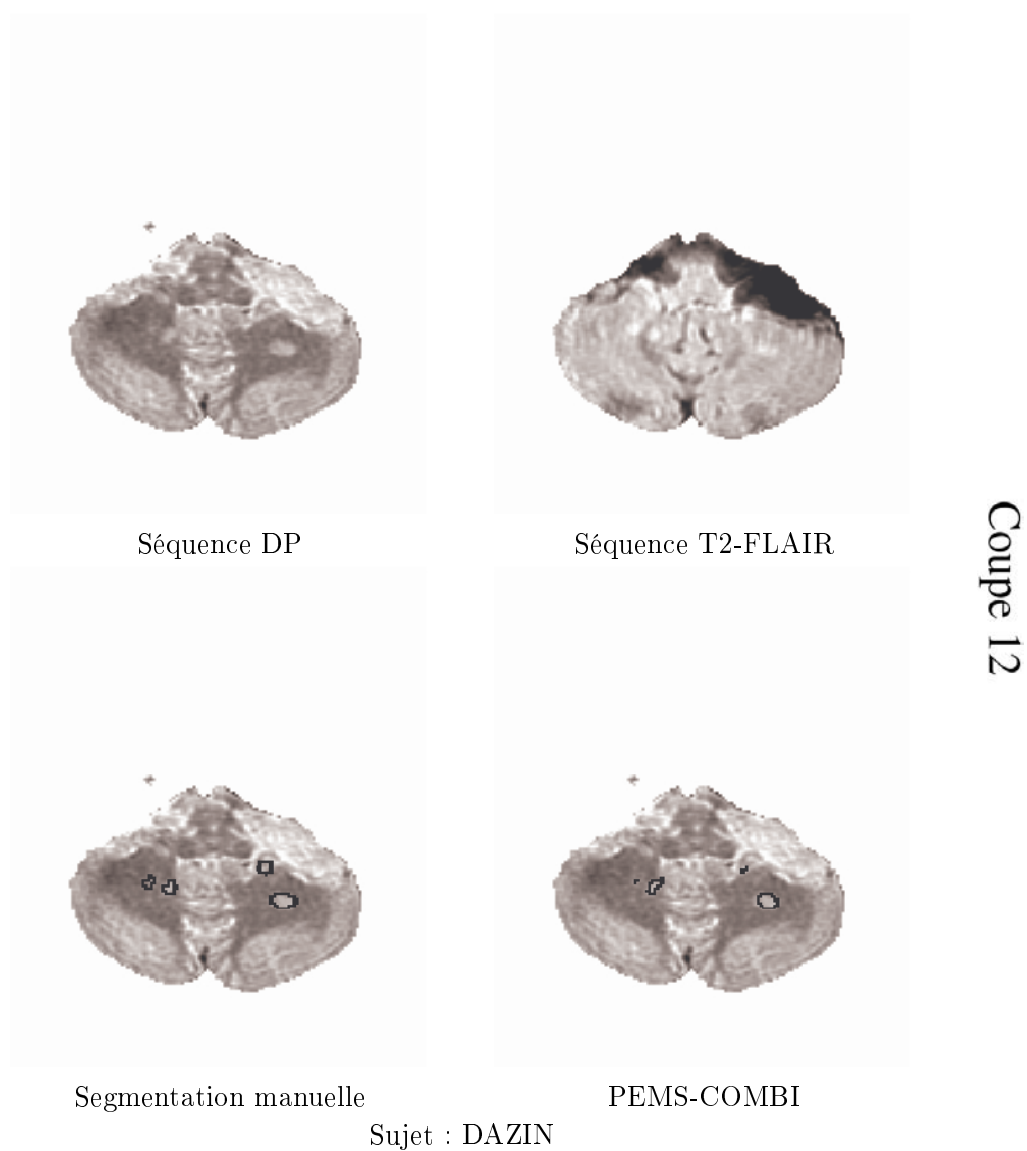 Séquence DP
Séquence T2-FLAIR
Coupe 12
Segmentation manuelle
PEMS-COMBI
Sujet : DAZIN